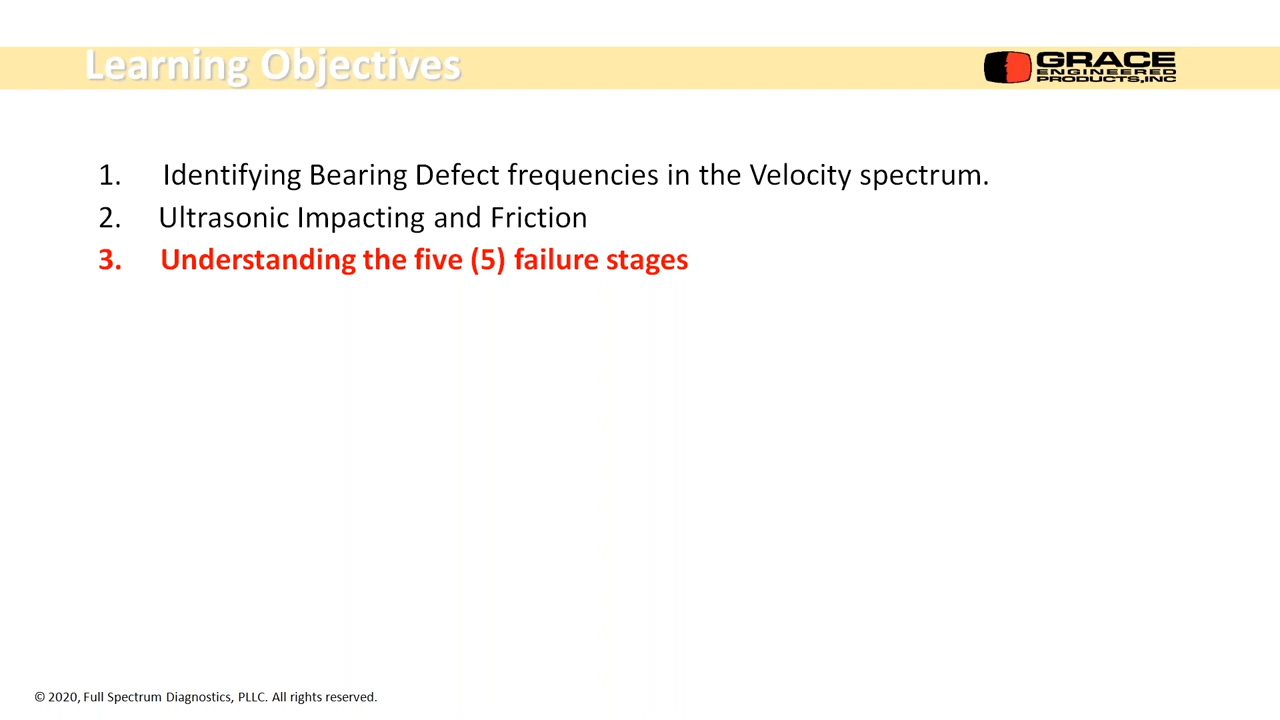 Learning Objectives
GRACE
ENGINEERED
PRODUCTS,INC
1. Identifying Bearing Defect frequencies in the Velocity spectrum.
2. Ultrasonic Impacting and Friction
3. Understanding the five (5) failure stages
© 2020, Full Spectrum Diagnostics, PLLC. All rights reserved.